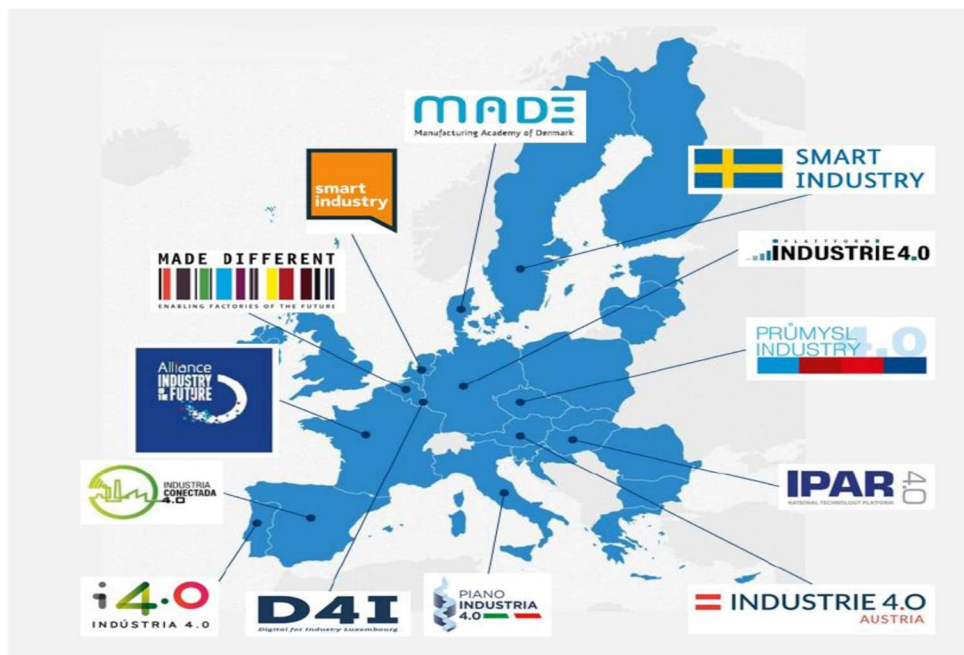 MADE
Manufacturing Academy of Denmark
smart
industry
SMART
INDUSTRY
MADE DIFFERENT
ENABLING FACTORIES OF THE FUTURE
PLATTFORM
INDUSTRIE4.0
PRŮMYSL
INDUSTRY 4.0
Alliance
INDUSTRY
OF THE
FUTURE
INDUSTRIA
CONECTADA
4.0
IPAR 4.0
NATIONAL TECHNOLOGY PLATFORM
i4.0
INDÚSTRIA 4.0
D4I
Digital for Industry Luxembourg
PIANO
INDUSTRIA
4.0
INDUSTRIE 4.0
AUSTRIA